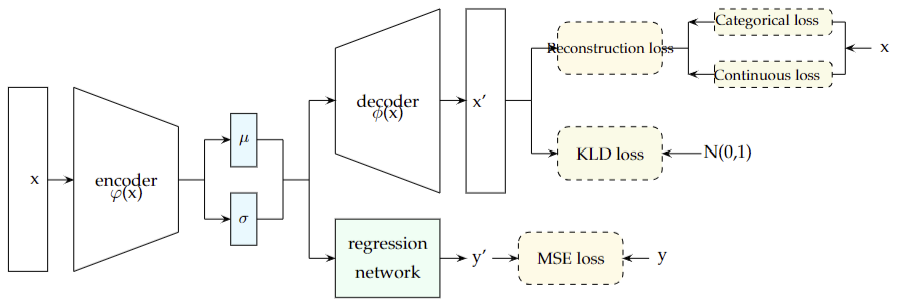 x
encoder
φ(x)
μ
σ
decoder
ϕ(x)
x′
Reconstruction loss
Categorical loss
Continuous loss
x
KLD loss
N(0,1)
regression
network
y′
MSE loss
y